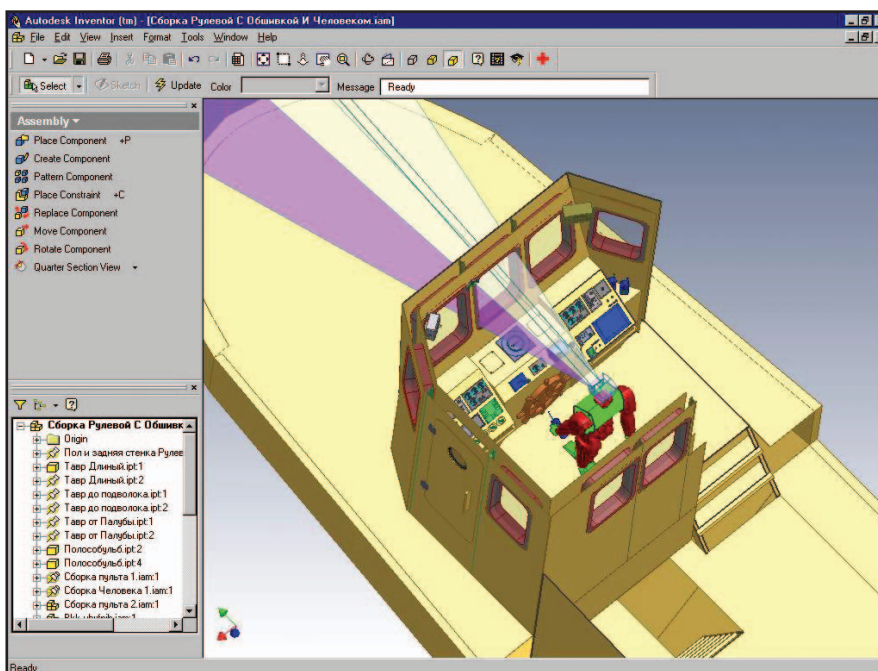 Autodesk Inventor (tm) - [Сборка Рулевой С Обшивкой И Человеком.iam]
File Edit View Insert Format Tools Window Help
Select Sketch Update Color Message Ready
Assembly
Place Component +P
Create Component
Pattern Component
Place Constraint +C
Replace Component
Move Component
Rotate Component
Quarter Section View
Сборка Рулевой С Обшивк
Origin
Пол и задняя стенка Рулев
Тавр Длиный.ipt:1
Тавр Длиный.ipt:2
Тавр до подволока.ipt:1
Тавр до подволока.ipt:2
Тавр от Палубы.ipt:1
Тавр от Палубы.ipt:2
Полособульб.ipt:2
Полособульб.ipt:4
Сборка пульта 1.iam:1
Сборка Человека 1.iam:1
Сборка пульта 2.iam:1
Ready